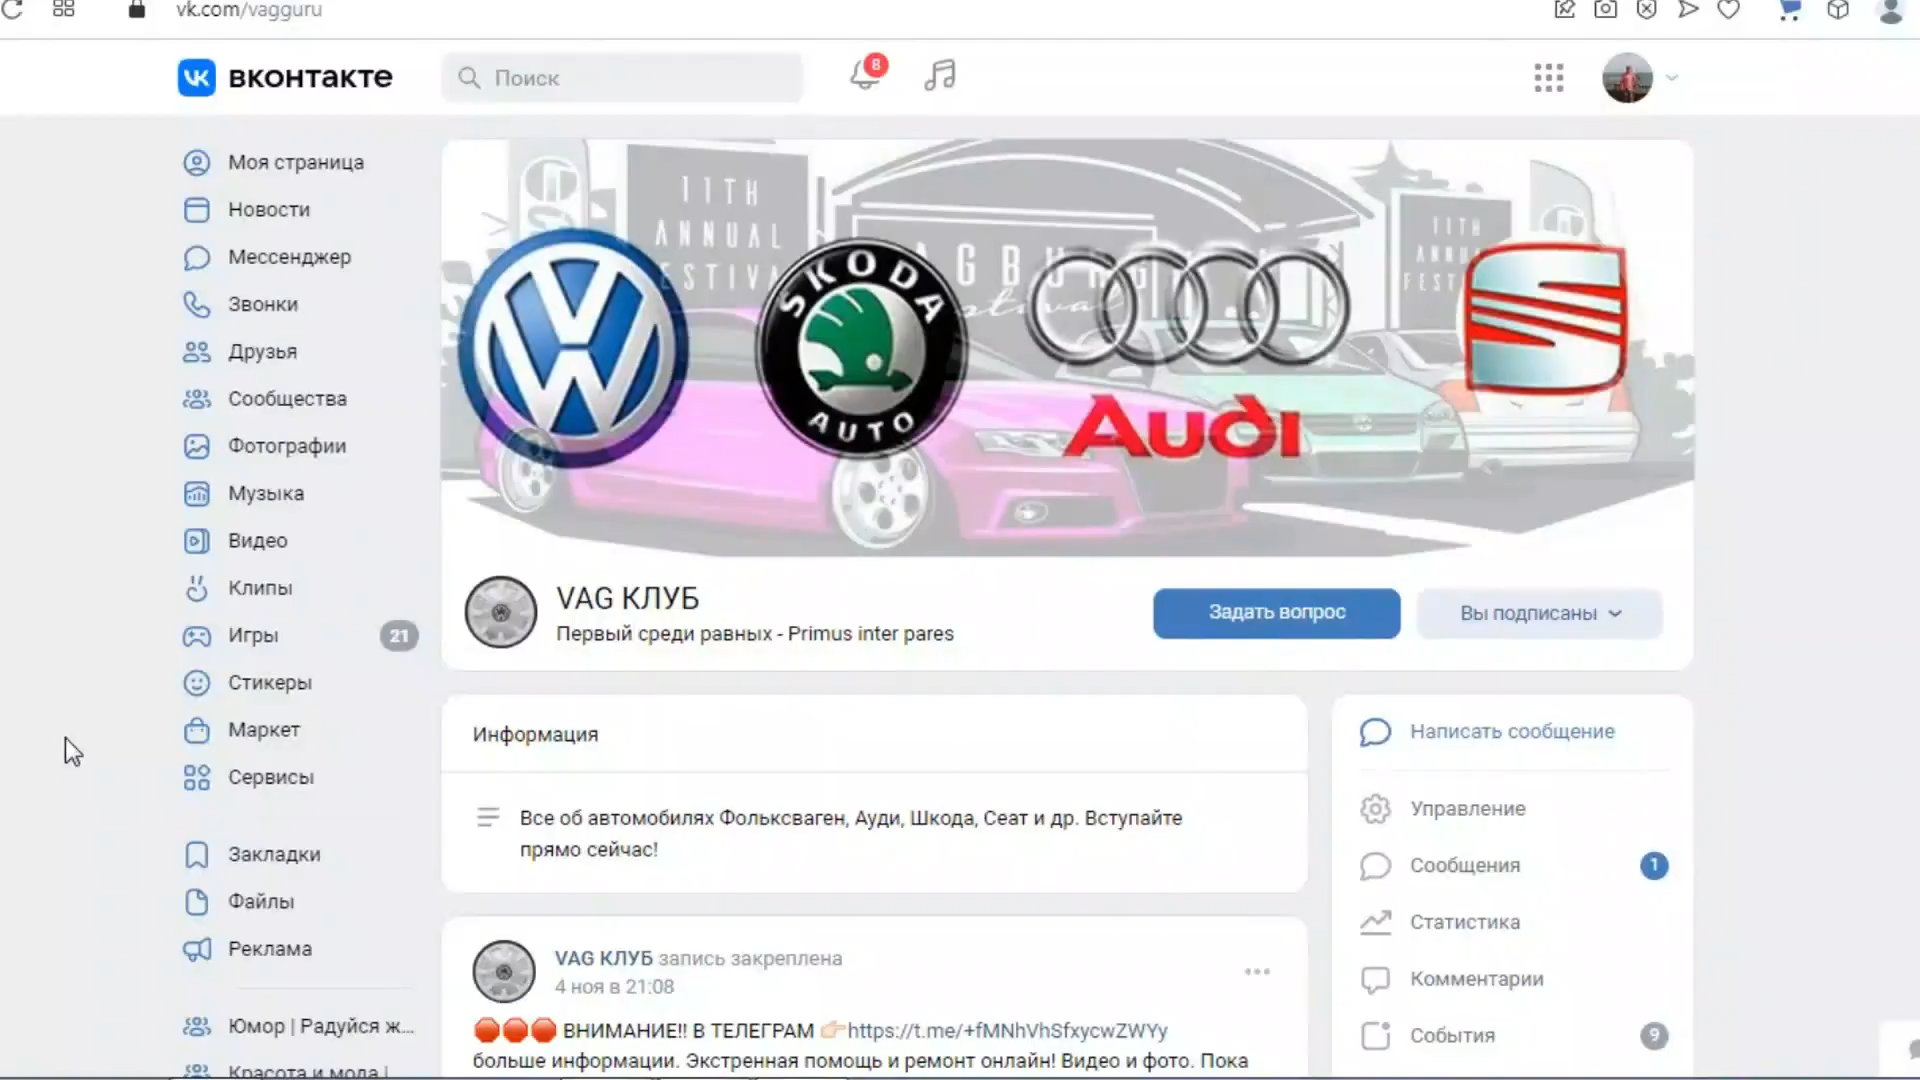 vk.com/vagguru
вконтакте
Поиск
8
Моя страница
Новости
Мессенджер
Звонки
Друзья
Сообщества
Фотографии
Музыка
Видео
Клипы
Игры
21
Стикеры
Маркет
Сервисы
Закладки
Файлы
Реклама
Юмор | Радуйся ж...
Красота и мода |
11TH
ANNUAL
FESTIVA
11TH
SKODA
AUTO
Audi
VAG КЛУБ
Первый среди равных - Primus inter pares
Задать вопрос
Вы подписаны
Информация
Все об автомобилях Фольксваген, Ауди, Шкода, Сеат и др. Вступайте
прямо сейчас!
VAG КЛУБ запись закреплена
4 ноя в 21:08
ВНИМАНИЕ!! В ТЕЛЕГРАМ 👉🏻https://t.me/+fMNhVhSfxycwZWYy
больше информации. Экстренная помощь и ремонт онлайн! Видео и фото. Пока
Написать сообщение
Управление
Сообщения
1
Статистика
Комментарии
События
9